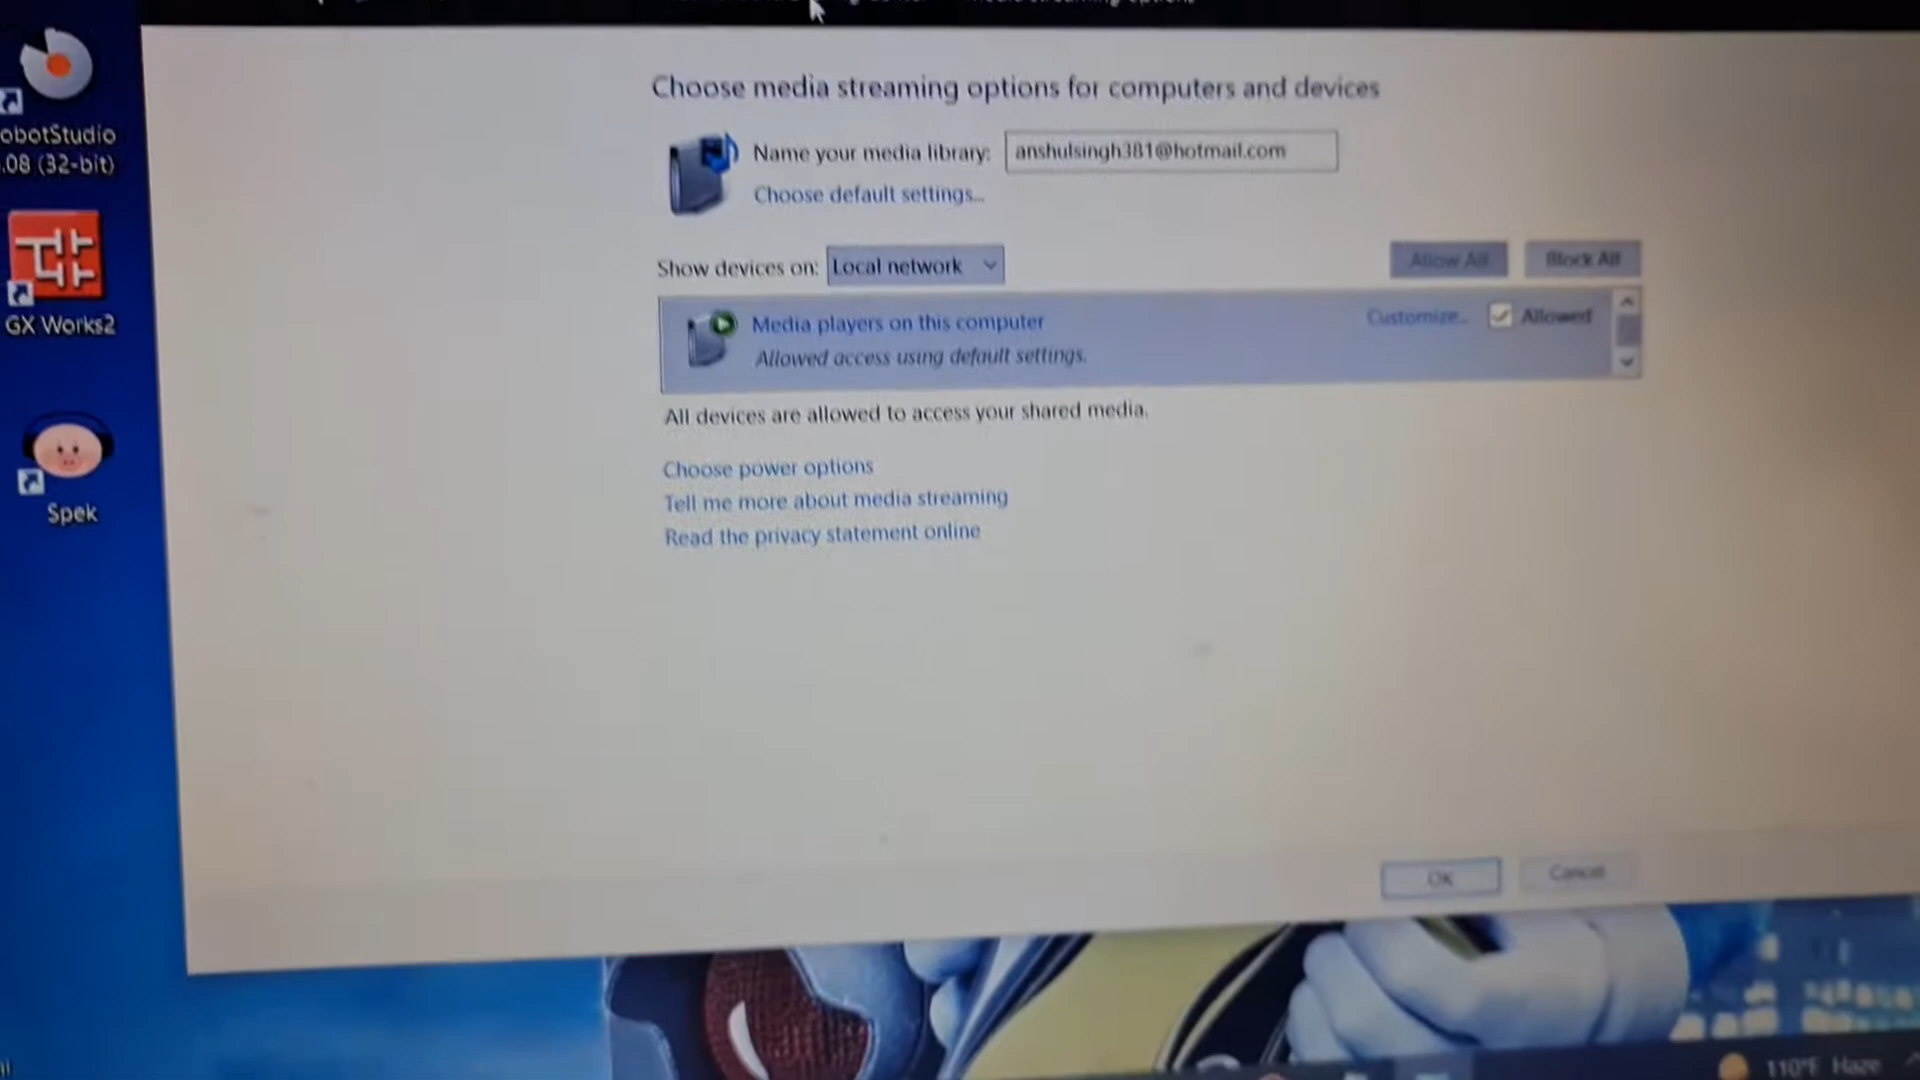 Choose media streaming options for computers and devices
Name your media library: anshulsingh381@hotmail.com
Choose default settings...
Show devices on: Local network
Allow All
Block All
Media players on this computer
Customize...
Allowed
Allowed access using default settings.
All devices are allowed to access your shared media.
Choose power options
Tell me more about media streaming
Read the privacy statement online
OK
Cancel
obotStudio
.08 (32-bit)
GX Works2
Spek
110°F Haze